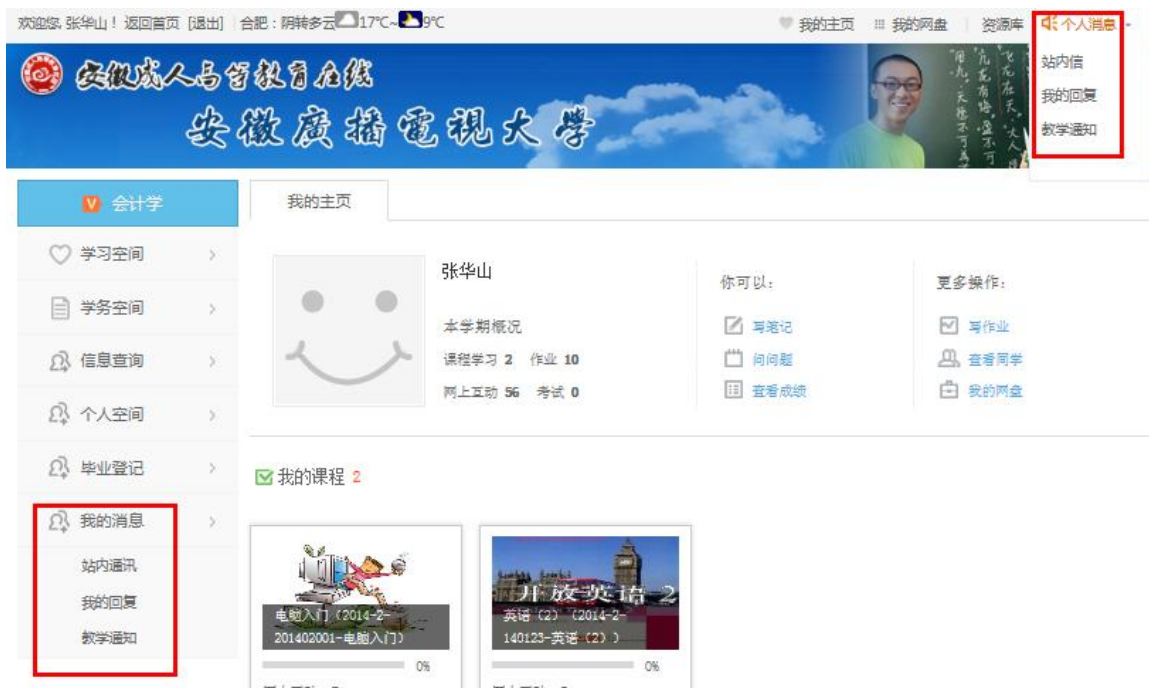 欢迎您, 张华山！ 返回首页 [退出] 合肥：阴转多云 17℃~ 9℃
我的主页 我的网盘 资源库 个人消息
站内信
我的回复
教学通知
安徽成人高等教育在线
安徽廣播電視大學
V 会计学
学习空间
学务空间
信息查询
个人空间
毕业登记
我的消息
站内通讯
我的回复
教学通知
我的主页
张华山
本学期概况
课程学习 2 作业 10
网上互动 56 考试 0
你可以：
写笔记
问问题
查看成绩
更多操作：
写作业
查看同学
我的网盘
我的课程 2
电脑入门（2014-2-
201402001-电脑入门）
0%
开放英语 2
英语（2）（2014-2-
140123-英语（2））
0%